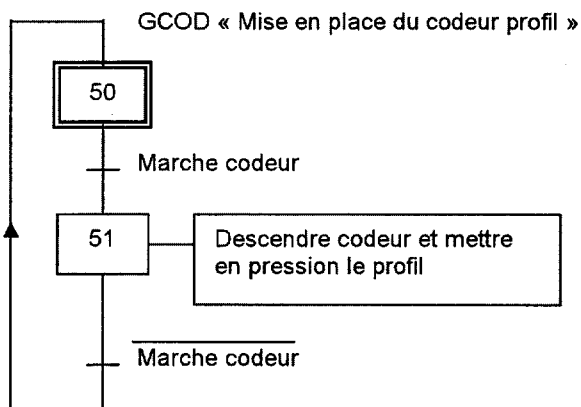 GCOD « Mise en place du codeur profil »
50
Marche codeur
51
Descendre codeur et mettre
en pression le profil
Marche codeur